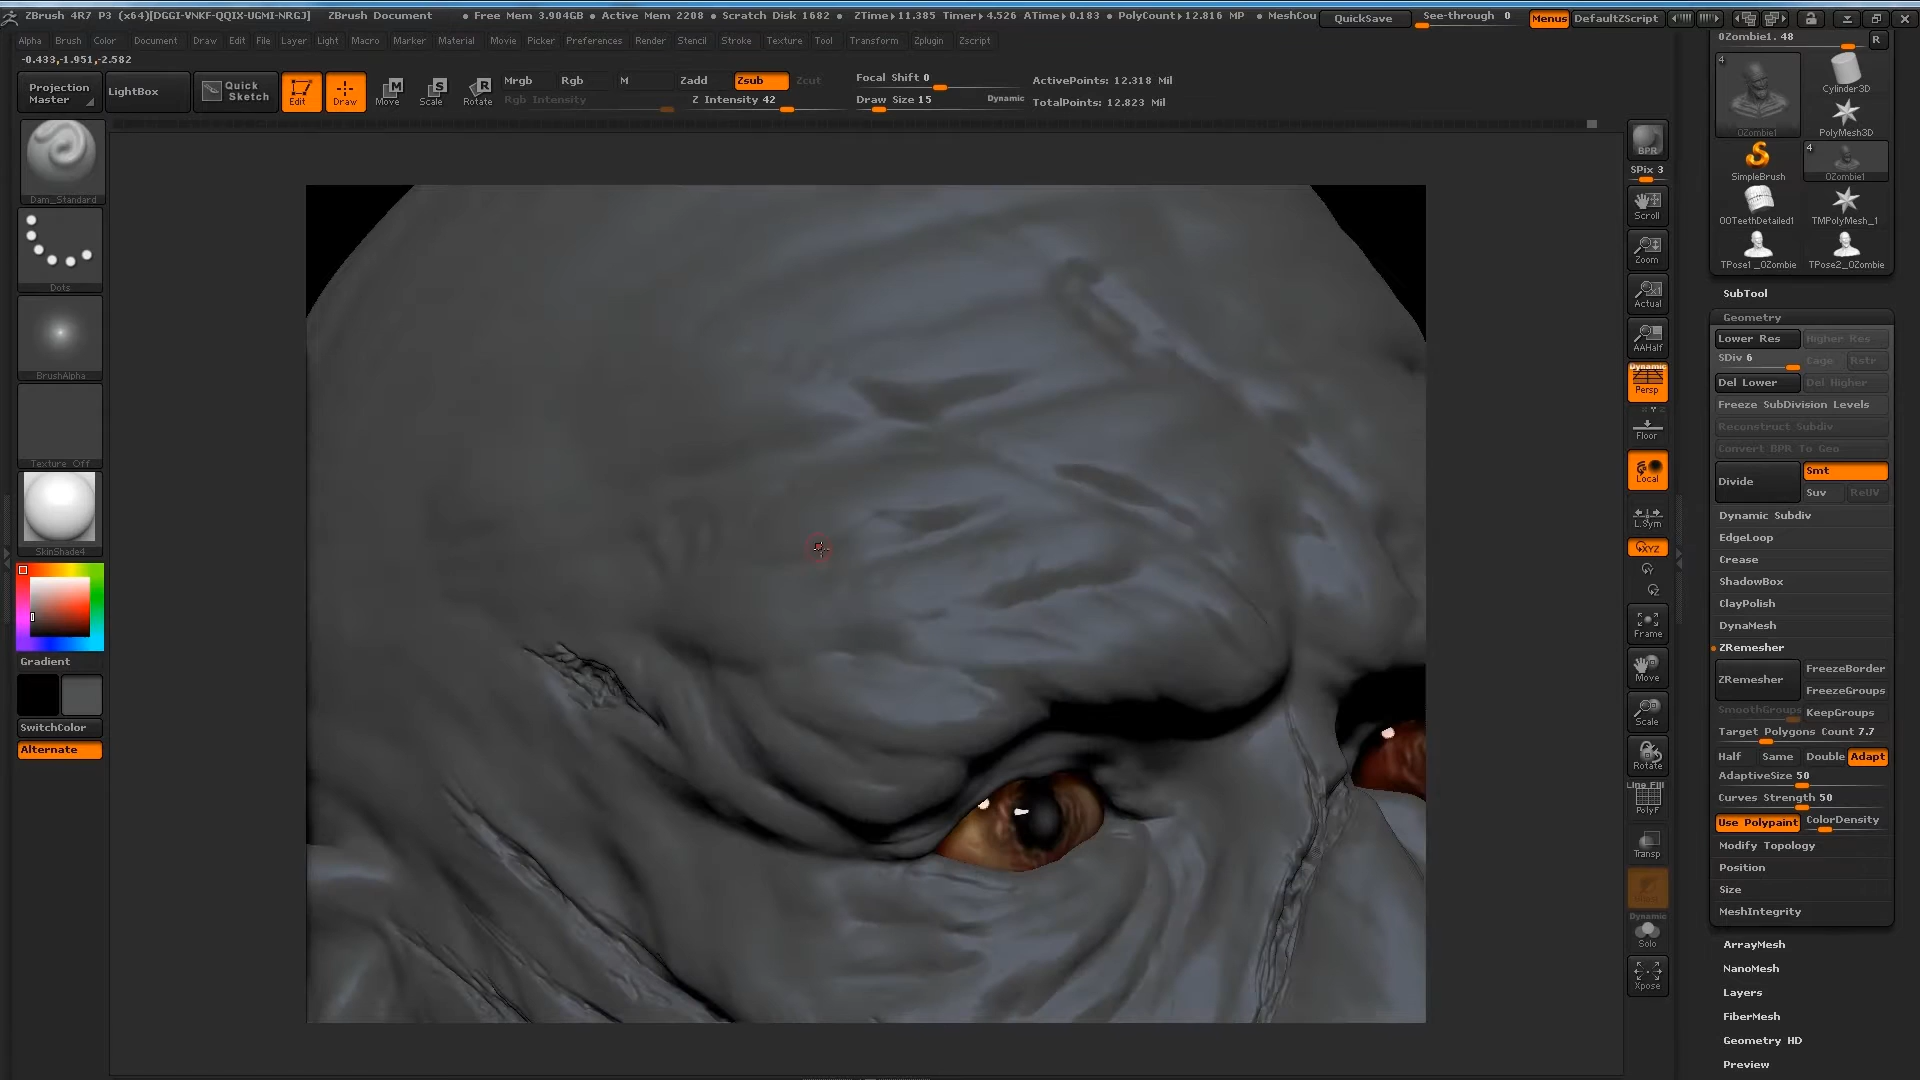 ZBrush 4R7 P3 (x64)[DGGI-VNKF-QQIX-UGMI-NRGJ] ZBrush Document ● Free Mem 3.904GB ● Active Mem 2208 ● Scratch Disk 1682 ● ZTime▸11.385 Timer▸4.526 ATime▸0.183 ● PolyCount▸12.816 MP ● MeshCou QuickSave See-through 0 Menus DefaultZScript
Alpha Brush Color Document Draw Edit File Layer Light Macro Marker Material Movie Picker Preferences Render Stencil Stroke Texture Tool Transform Zplugin Zscript
-0.433,-1.951,-2.582
Projection Master
LightBox
Quick Sketch
Edit
Draw
Move
Scale
Rotate
Mrgb Rgb M Zadd Zsub Zcut
Rgb Intensity Z Intensity 42
Focal Shift 0
Draw Size 15 Dynamic
ActivePoints: 12.318 Mil
TotalPoints: 12.823 Mil
Dam_Standard
Dots
BrushAlpha
Texture Off
SkinShade4
Gradient
SwitchColor
Alternate
BPR
SPix 3
Scroll
Zoom
Actual
AAHalf
Dynamic
Persp
Floor
Local
L.Sym
XYZ
Frame
Move
Scale
Rotate
Line Fill
PolyF
Transp
Dynamic
Solo
Xpose
0Zombie1. 48 R
4
0Zombie1
Cylinder3D
PolyMesh3D
SimpleBrush
4
0Zombie1
00TeethDetailed1
TMPolyMesh_1
TPose1_0Zombie
TPose2_0Zombie
SubTool
Geometry
Lower Res Higher Res
SDiv 6 Cage Rstr
Del Lower Del Higher
Freeze SubDivision Levels
Reconstruct Subdiv
Convert BPR To Geo
Divide Smt
Suv ReUV
Dynamic Subdiv
EdgeLoop
Crease
ShadowBox
ClayPolish
DynaMesh
ZRemesher
ZRemesher FreezeBorder
FreezeGroups
SmoothGroups KeepGroups
Target Polygons Count 7.7
Half Same Double Adapt
AdaptiveSize 50
Curves Strength 50
Use Polypaint ColorDensity
Modify Topology
Position
Size
MeshIntegrity
ArrayMesh
NanoMesh
Layers
FiberMesh
Geometry HD
Preview